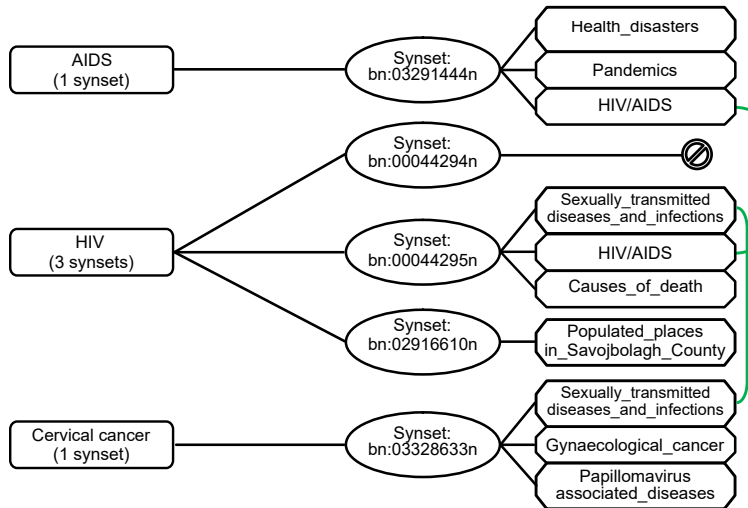 Health_disasters
AIDS
(1 synset)
Synset:
bn:03291444n
Pandemics
HIV/AIDS
Synset:
bn:00044294n
Sexually_transmitted
diseases_and_infections
HIV
(3 synsets)
Synset:
bn:00044295n
HIV/AIDS
Causes_of_death
Synset:
bn:02916610n
Populated_places
in_Savojbolagh_County
Sexually_transmitted
diseases_and_infections
Cervical cancer
(1 synset)
Synset:
bn:03328633n
Gynaecological_cancer
Papillomavirus
associated_diseases